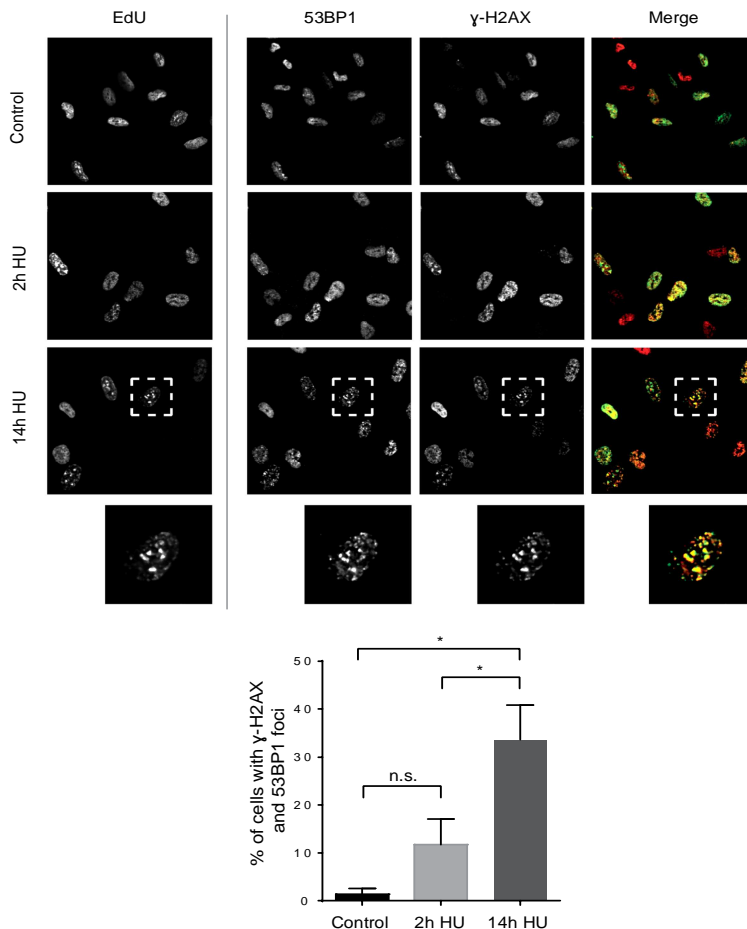 EdU 53BP1 ɣ-H2AX Merge
Control
2h HU
14h HU
*
*
n.s.
% of cells with ɣ-H2AX
and 53BP1 foci
50
40
30
20
10
0
Control 2h HU 14h HU